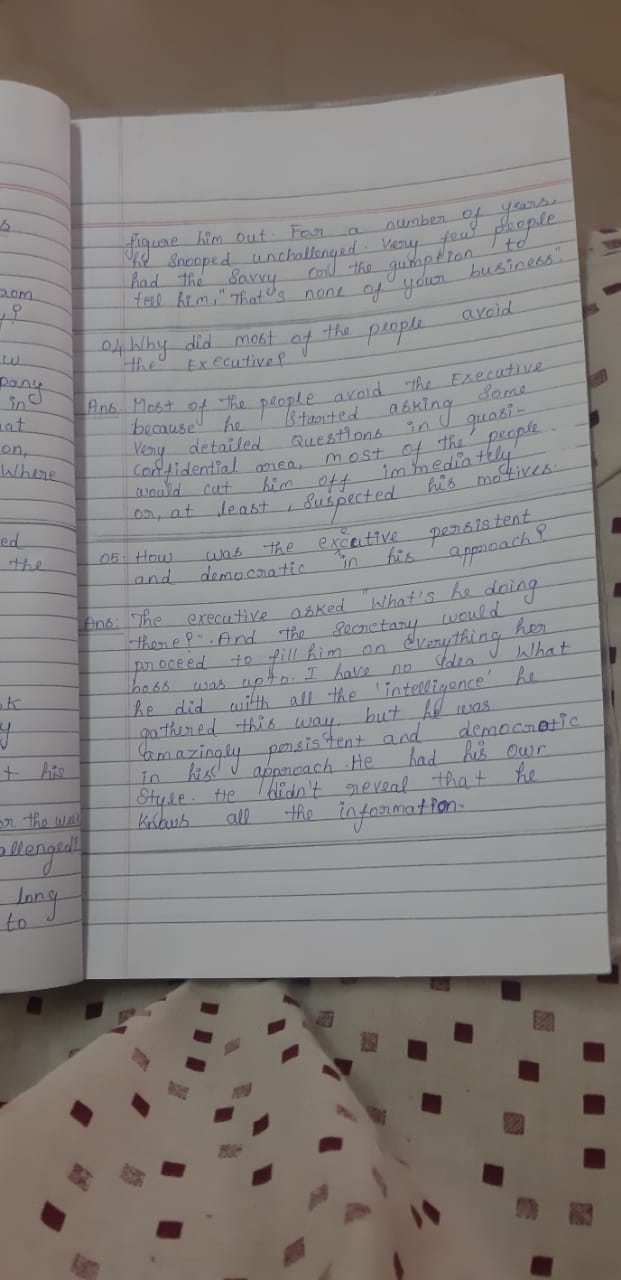 s
oom
y?
w
pany
in
at
on,
Where
ed
the
k
y
t his
or the wa
allenged?
long
to
figure him out. For a number of years,
he snooped unchallenged. Very few people
had the savvy or the gumption to
tell him, "That's none of your business".
04. Why did most of the people avoid
the Executive?
Ans: Most of the people avoid the Executive
because he started asking some
very detailed questions in quasi-
confidential area, most of the people
would cut him off immediately
or, at least, suspected his motives.
05. How was the executive persistent
and democratic in his approach?
Ans: The executive asked "What's he doing
there?". And the secretary would
proceed to fill him on everything her
boss was upto. I have no idea what
he did with all the 'intelligence' he
gathered this way, but he was
amazingly persistent and democratic
in his approach. He had his own
style. He didn't reveal that he
knows all the information.